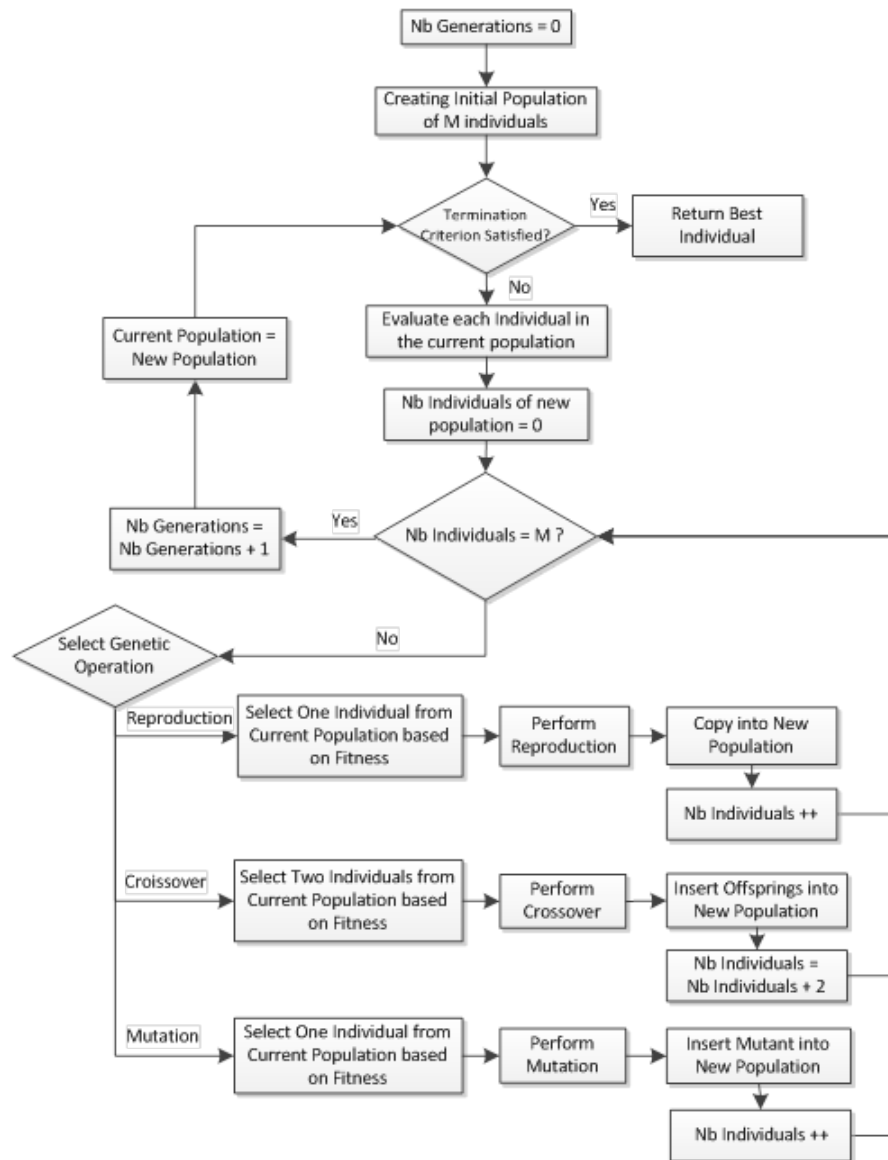 Nb Generations = 0
Creating Initial Population
of M individuals
Termination
Criterion Satisfied?
Yes
Return Best
Individual
No
Evaluate each Individual in
the current population
Current Population =
New Population
Nb Individuals of new
population = 0
Nb Individuals = M ?
Yes
Nb Generations =
Nb Generations + 1
No
Select Genetic
Operation
Reproduction
Select One Individual from
Current Population based
on Fitness
Perform
Reproduction
Copy into New
Population
Nb Individuals ++
Croissover
Select Two Individuals from
Current Population based
on Fitness
Perform
Crossover
Insert Offsprings into
New Population
Nb Individuals =
Nb Individuals + 2
Mutation
Select One Individual from
Current Population based
on Fitness
Perform
Mutation
Insert Mutant into
New Population
Nb Individuals ++